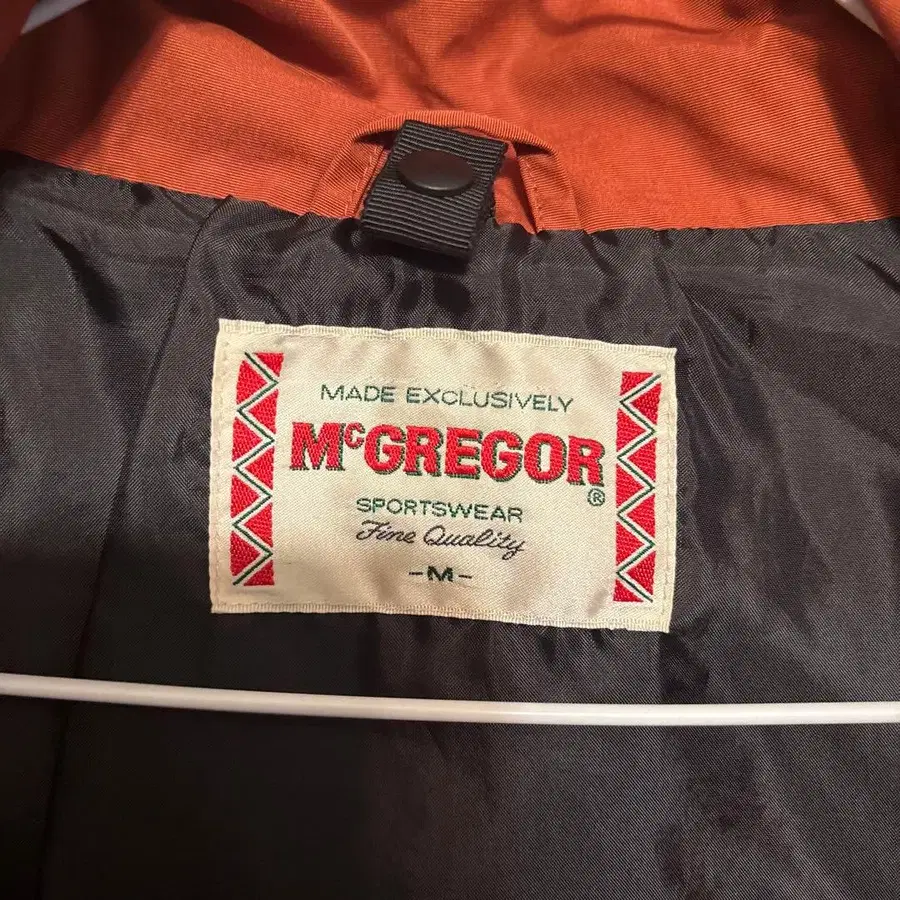 MADE EXCLUSIVELY
McGREGOR®
SPORTSWEAR
Fine Quality
-M-